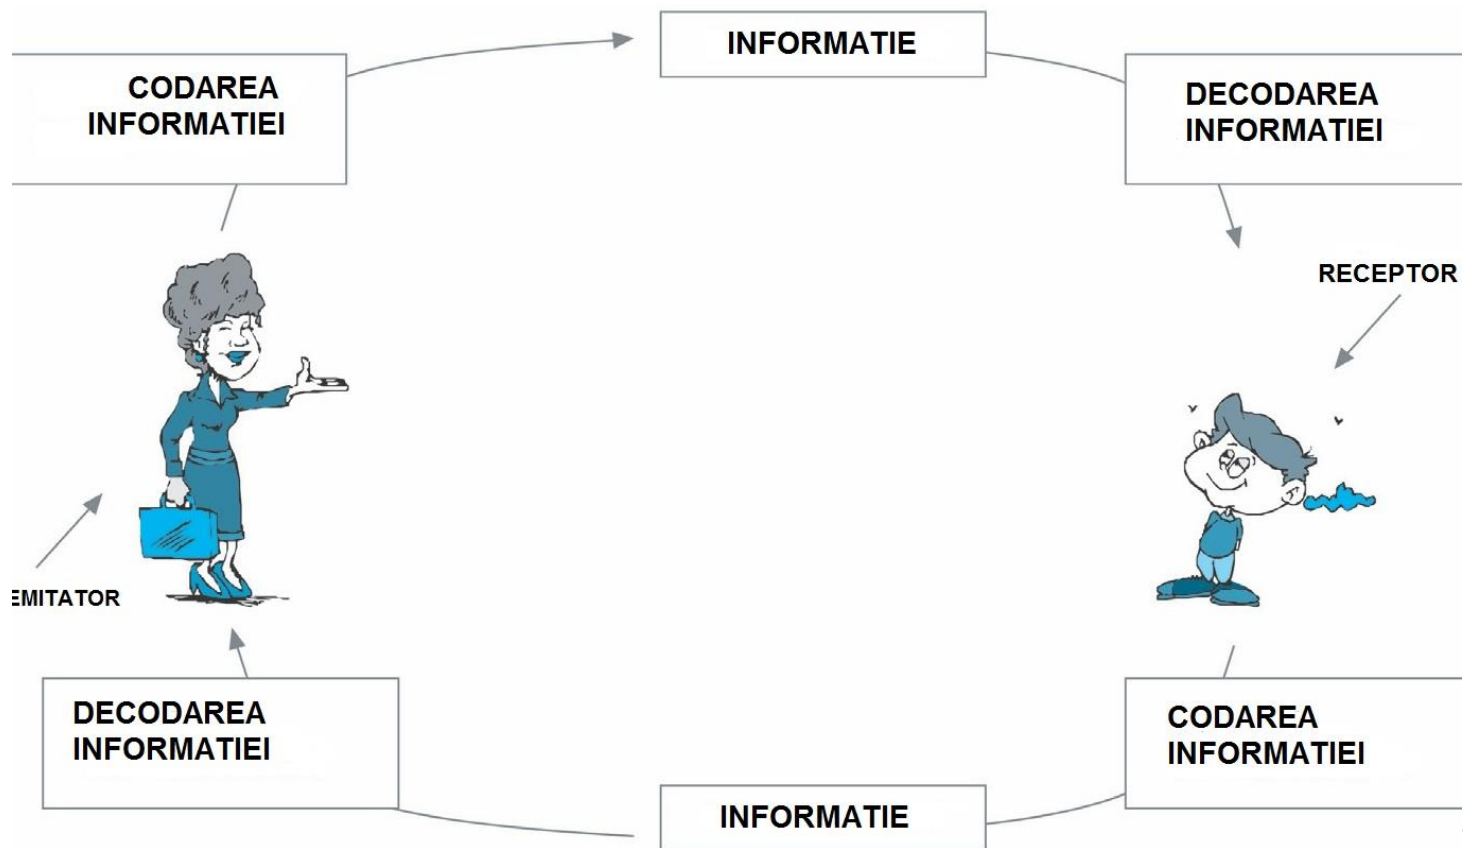 INFORMATIE
CODAREA
INFORMATIEI
DECODAREA
INFORMATIEI
RECEPTOR
EMITATOR
DECODAREA
INFORMATIEI
CODAREA
INFORMATIEI
INFORMATIE